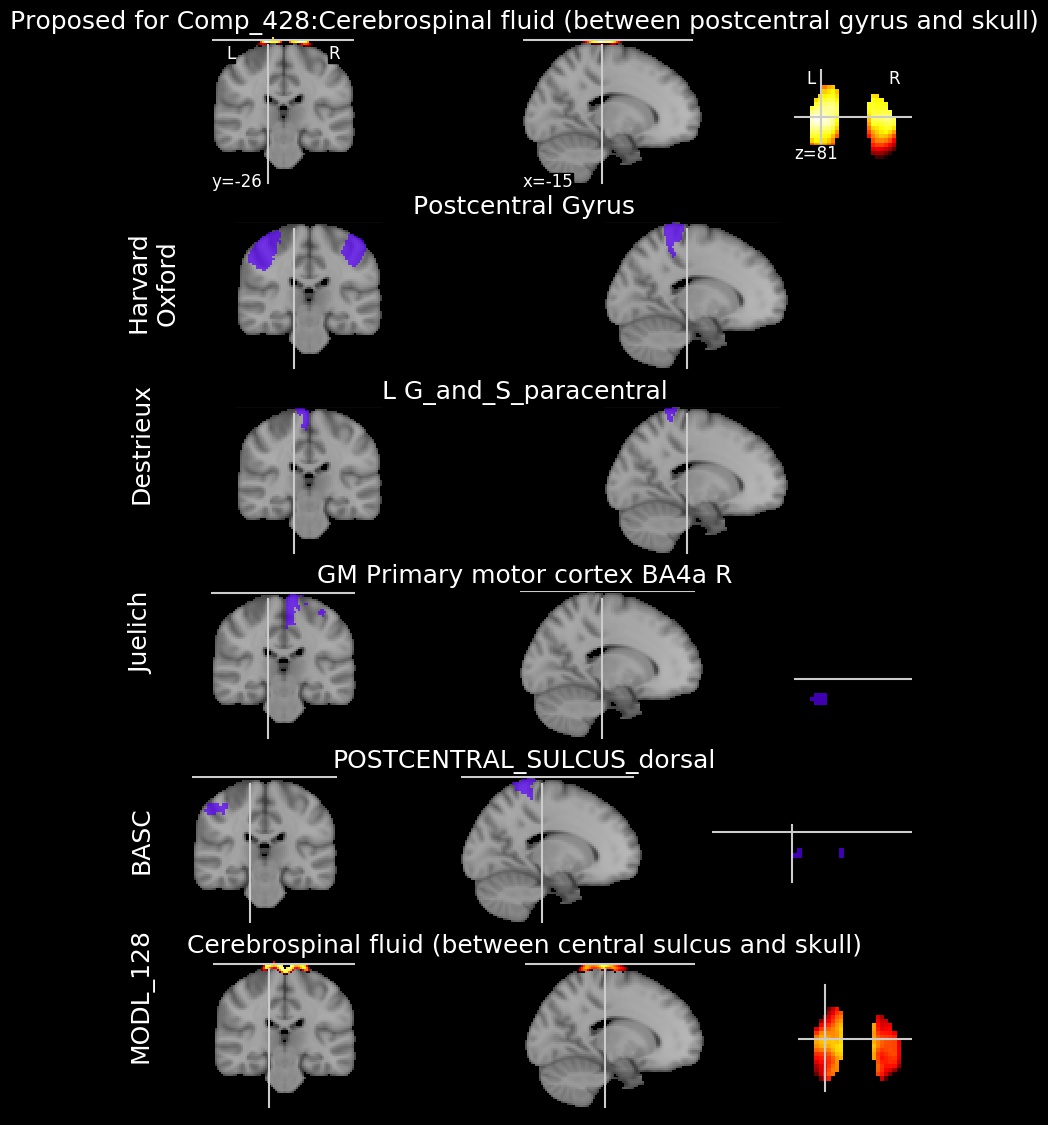 Proposed for Comp_428:Cerebrospinal fluid (between postcentral gyrus and skull)
L R
L R
y=-26
x=-15
z=81
Postcentral Gyrus
Harvard
Oxford
L G_and_S_paracentral
Destrieux
GM Primary motor cortex BA4a R
Juelich
POSTCENTRAL_SULCUS_dorsal
BASC
Cerebrospinal fluid (between central sulcus and skull)
MODL_128